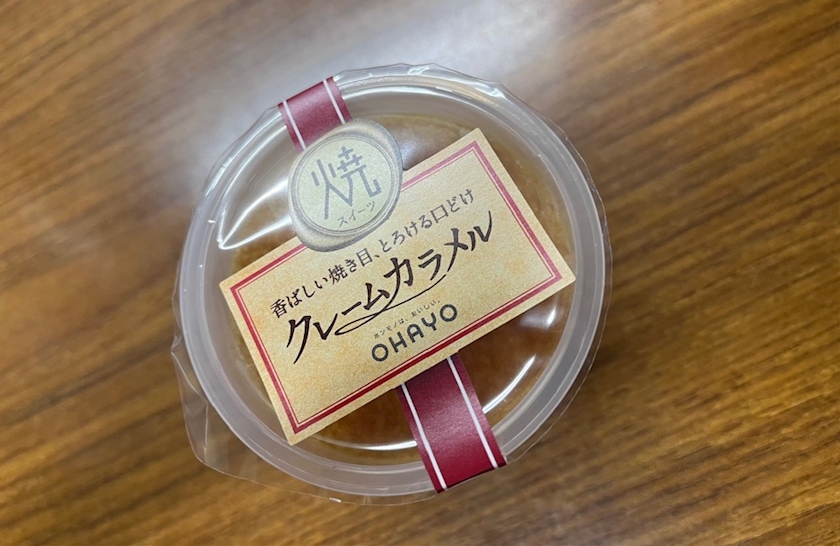 焼
スイーツ
香ばしい焼き目、とろける口どけ
クレームカラメル
ホンモノは、おいしい。
OHAYO